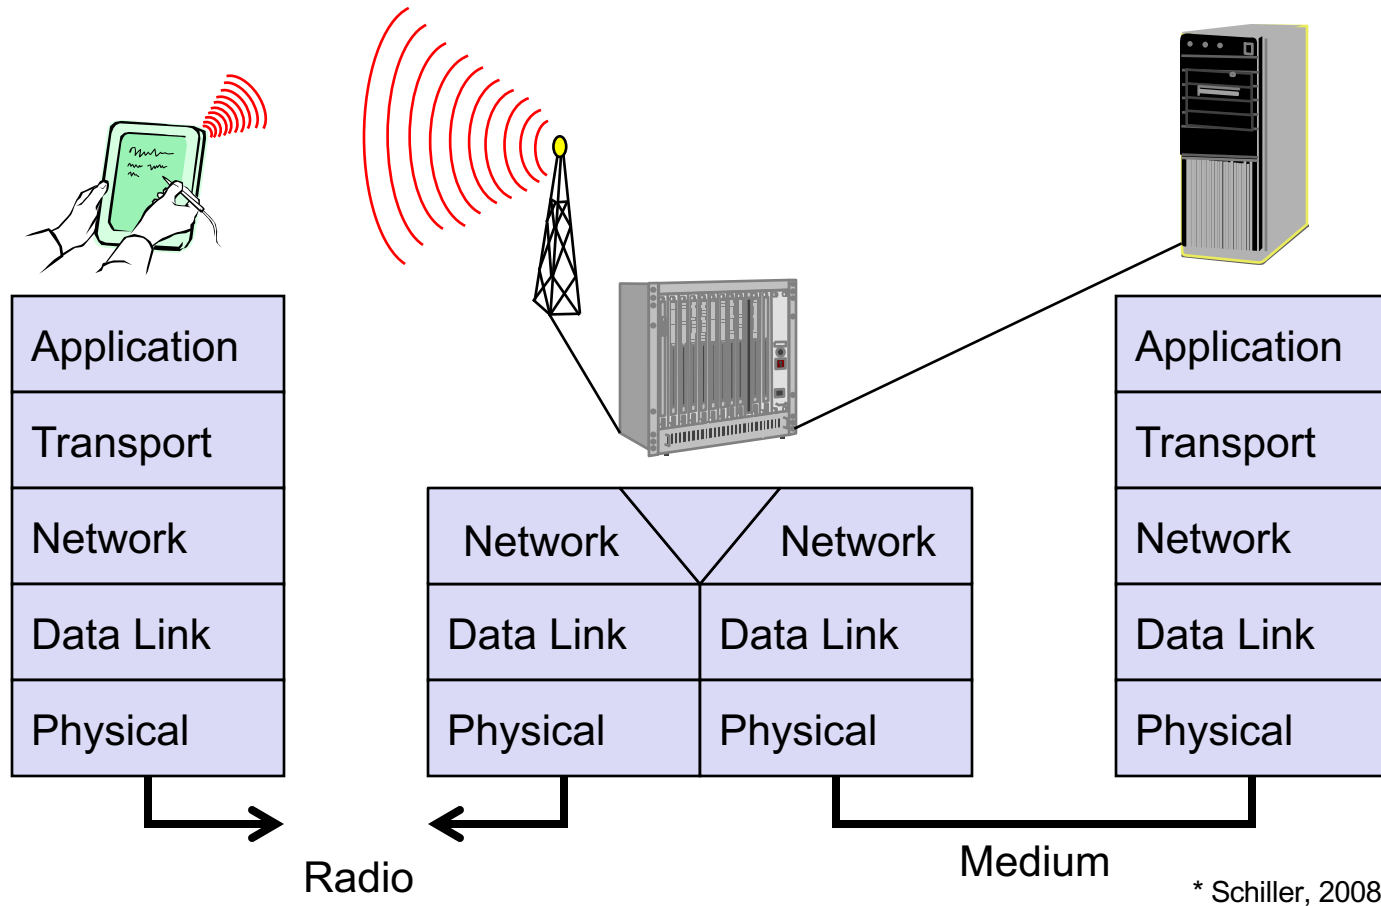 Application
Transport
Network
Data Link
Physical
Network Network
Data Link Data Link
Physical Physical
Application
Transport
Network
Data Link
Physical
Radio
Medium
* Schiller, 2008